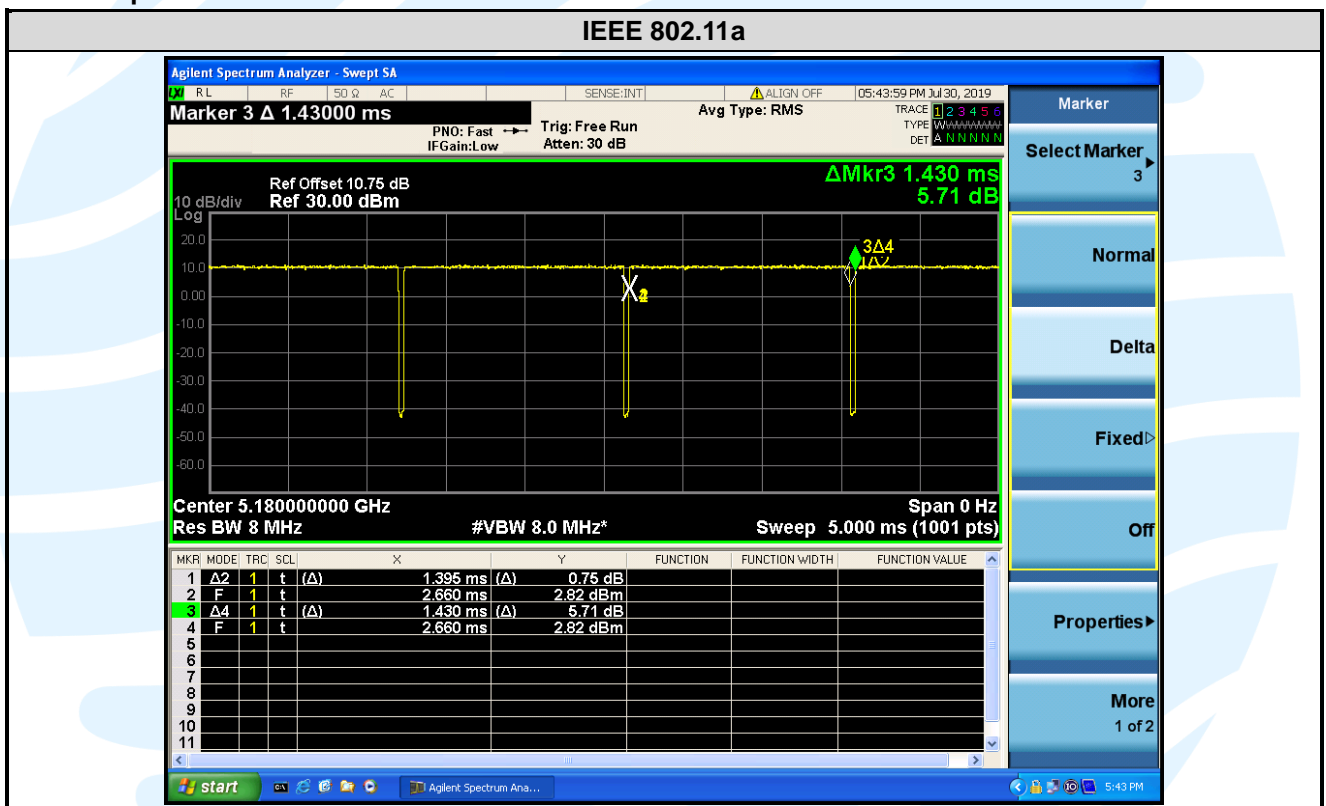 IEEE 802.11a
Agilent Spectrum Analyzer - Swept SA
LXI RL RF 50 Ω AC SENSE:INT ALIGN OFF 05:43:59 PM Jul 30, 2019
Marker 3 Δ 1.43000 ms
PNO: Fast
IFGain:Low
Trig: Free Run
Atten: 30 dB
Avg Type: RMS
TRACE 1 2 3 4 5 6
TYPE WWWWWW
DET A N N N N N
ΔMkr3 1.430 ms
5.71 dB
Ref Offset 10.75 dB
10 dB/div Ref 30.00 dBm
Log
20.0
10.0
0.00
-10.0
-20.0
-30.0
-40.0
-50.0
-60.0
3Δ4
1Δ2
Center 5.180000000 GHz Span 0 Hz
Res BW 8 MHz #VBW 8.0 MHz* Sweep 5.000 ms (1001 pts)
MKR MODE TRC SCL X Y FUNCTION FUNCTION WIDTH FUNCTION VALUE
1 Δ2 1 t (Δ) 1.395 ms (Δ) 0.75 dB
2 F 1 t 2.660 ms 2.82 dBm
3 Δ4 1 t (Δ) 1.430 ms (Δ) 5.71 dB
4 F 1 t 2.660 ms 2.82 dBm
5
6
7
8
9
10
11
Marker
Select Marker
3
Normal
Delta
Fixed
Off
Properties
More
1 of 2
start Agilent Spectrum Ana... 5:43 PM